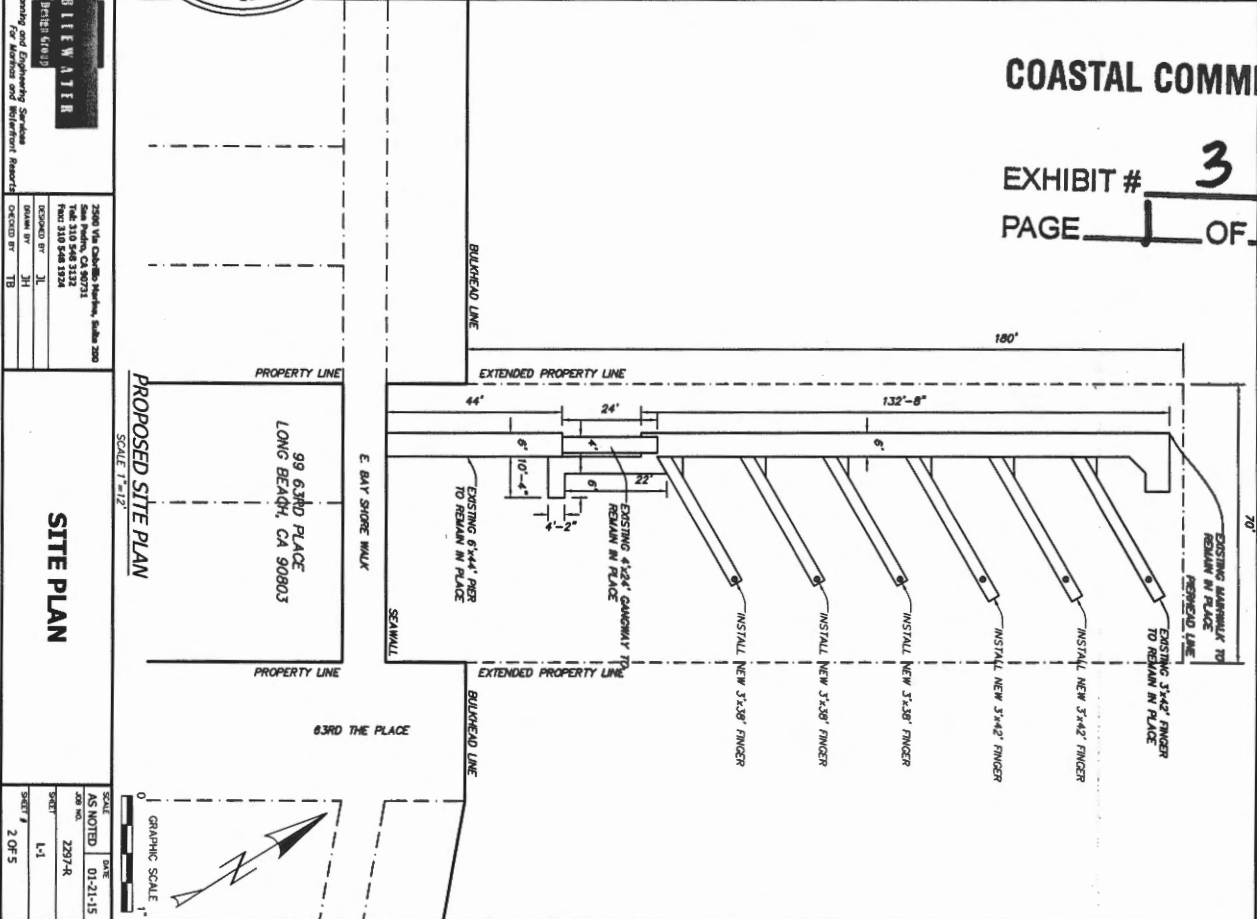 COASTAL COMMI
EXHIBIT # 3
PAGE 1 OF
180'
70'
BULKHEAD LINE
PROPERTY LINE
EXTENDED PROPERTY LINE
44'
24'
132'-8"
6'
4'
6'
10'-4"
6'
22'
4'-2"
EXISTING 6'x44' PIER
TO REMAIN IN PLACE
EXISTING 4'x24' GANGWAY TO
REMAIN IN PLACE
EXISTING MAINWALK TO
REMAIN IN PLACE
PIERHEAD LINE
EXISTING 3'x42' FINGER
TO REMAIN IN PLACE
INSTALL NEW 3'x42' FINGER
INSTALL NEW 3'x42' FINGER
INSTALL NEW 3'x38' FINGER
INSTALL NEW 3'x38' FINGER
INSTALL NEW 3'x38' FINGER
E. BAY SHORE WALK
99 63RD PLACE
LONG BEACH, CA 90803
SEAWALL
PROPERTY LINE
EXTENDED PROPERTY LINE
BULKHEAD LINE
63RD THE PLACE
PROPOSED SITE PLAN
SCALE 1"=12'
0
GRAPHIC SCALE
1"
N
BLUEWATER
Design Group
nning and Engineering Services
For Marinas and Waterfront Resorts
2500 Via Cabrillo Marina, Suite 200
San Pedro, CA 90731
Tel: 310 548 3132
Fax: 310 548 1924
DESIGNED BY JL
DRAWN BY JH
CHECKED BY TB
SITE PLAN
SCALE AS NOTED
DATE 01-21-15
JOB NO. 2297-R
SHEET L-1
SHEET # 2 OF 5